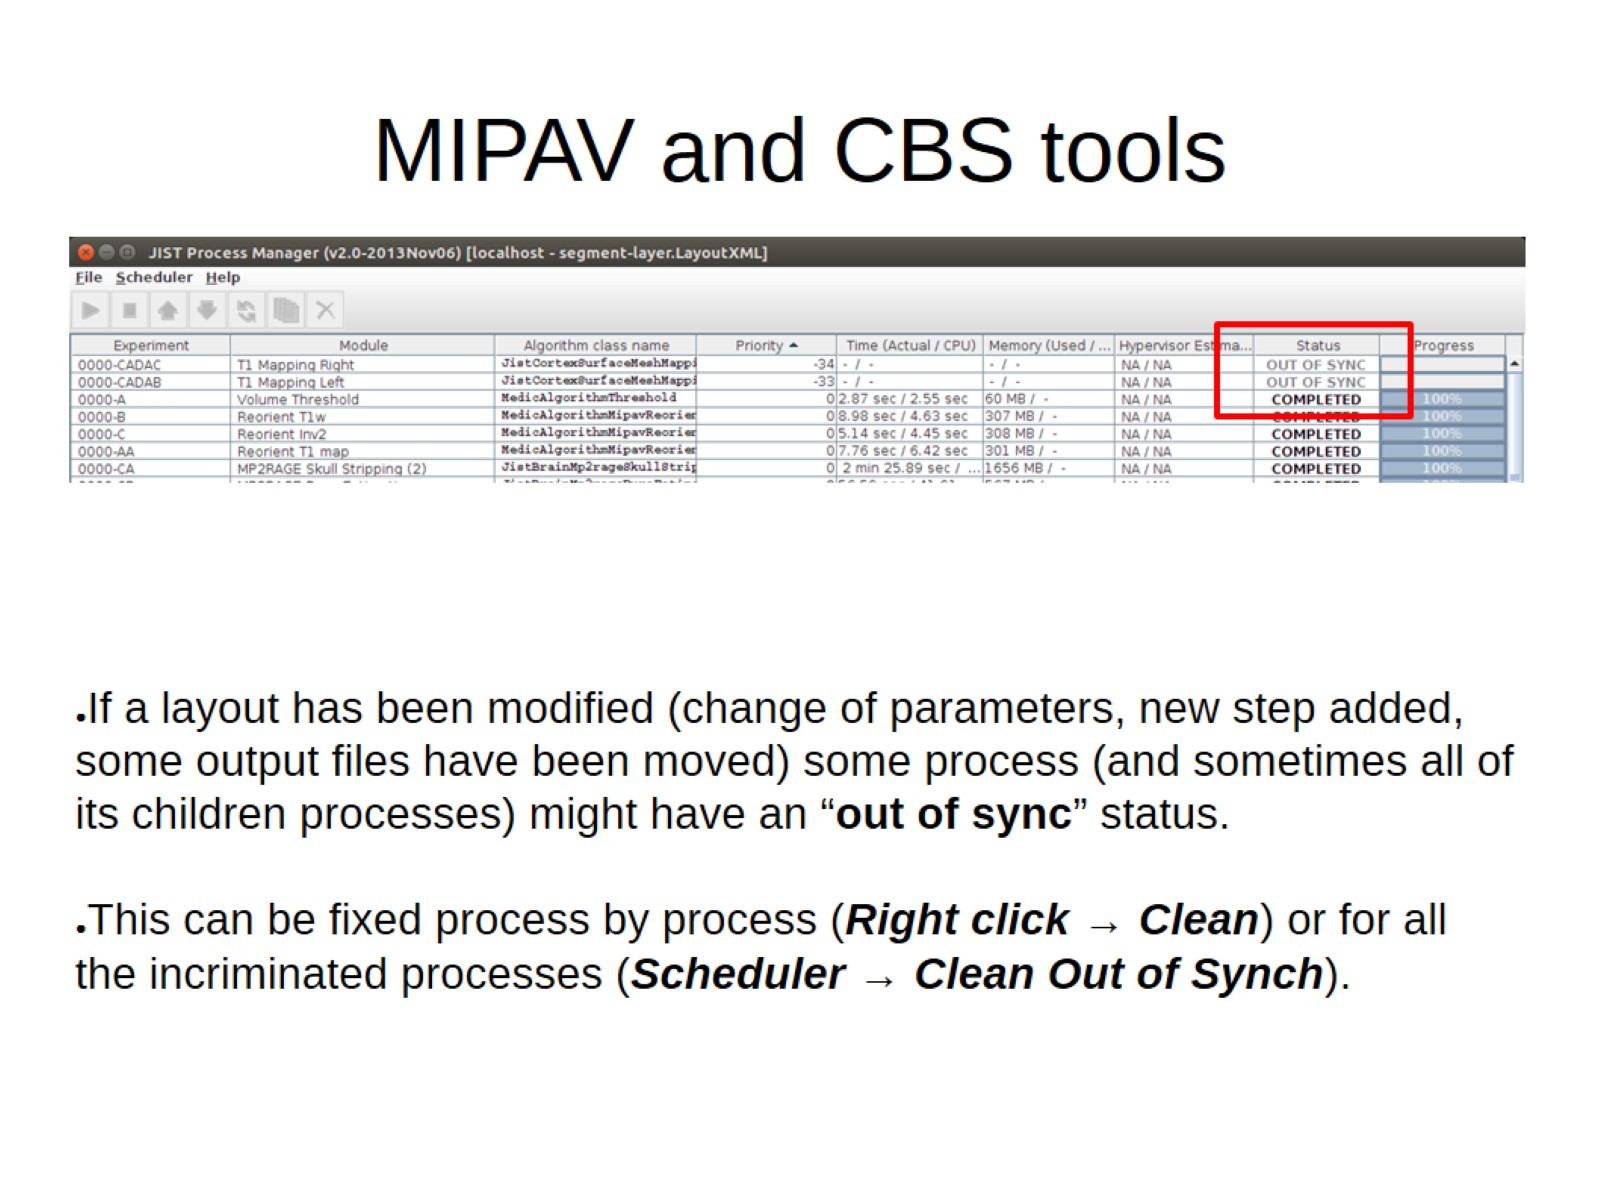 MIPAV and CBS tools
JIST Process Manager (v2.0-2013Nov06) [localhost - segment-layer.LayoutXML]
File Scheduler Help
Experiment Module Algorithm class name Priority Time (Actual / CPU) Memory (Used / ... Hypervisor Estima... Status Progress
0000-CADAC T1 Mapping Right JistCortexSurfaceMeshMappi -34 - / - - / - NA / NA OUT OF SYNC
0000-CADAB T1 Mapping Left JistCortexSurfaceMeshMappi -33 - / - - / - NA / NA OUT OF SYNC
0000-A Volume Threshold MedicAlgorithmThreshold 0 2.87 sec / 2.55 sec 60 MB / - NA / NA COMPLETED 100%
0000-B Reorient T1w MedicAlgorithmMipavReorien 0 8.98 sec / 4.63 sec 307 MB / - NA / NA COMPLETED 100%
0000-C Reorient Inv2 MedicAlgorithmMipavReorien 0 5.14 sec / 4.45 sec 308 MB / - NA / NA COMPLETED 100%
0000-AA Reorient T1 map MedicAlgorithmMipavReorien 0 7.76 sec / 6.42 sec 301 MB / - NA / NA COMPLETED 100%
0000-CA MP2RAGE Skull Stripping (2) JistBrainMp2rageSkullStrip 0 2 min 25.89 sec / ... 1656 MB / - NA / NA COMPLETED 100%
•If a layout has been modified (change of parameters, new step added,
some output files have been moved) some process (and sometimes all of
its children processes) might have an “out of sync” status.
•This can be fixed process by process (Right click → Clean) or for all
the incriminated processes (Scheduler → Clean Out of Synch).